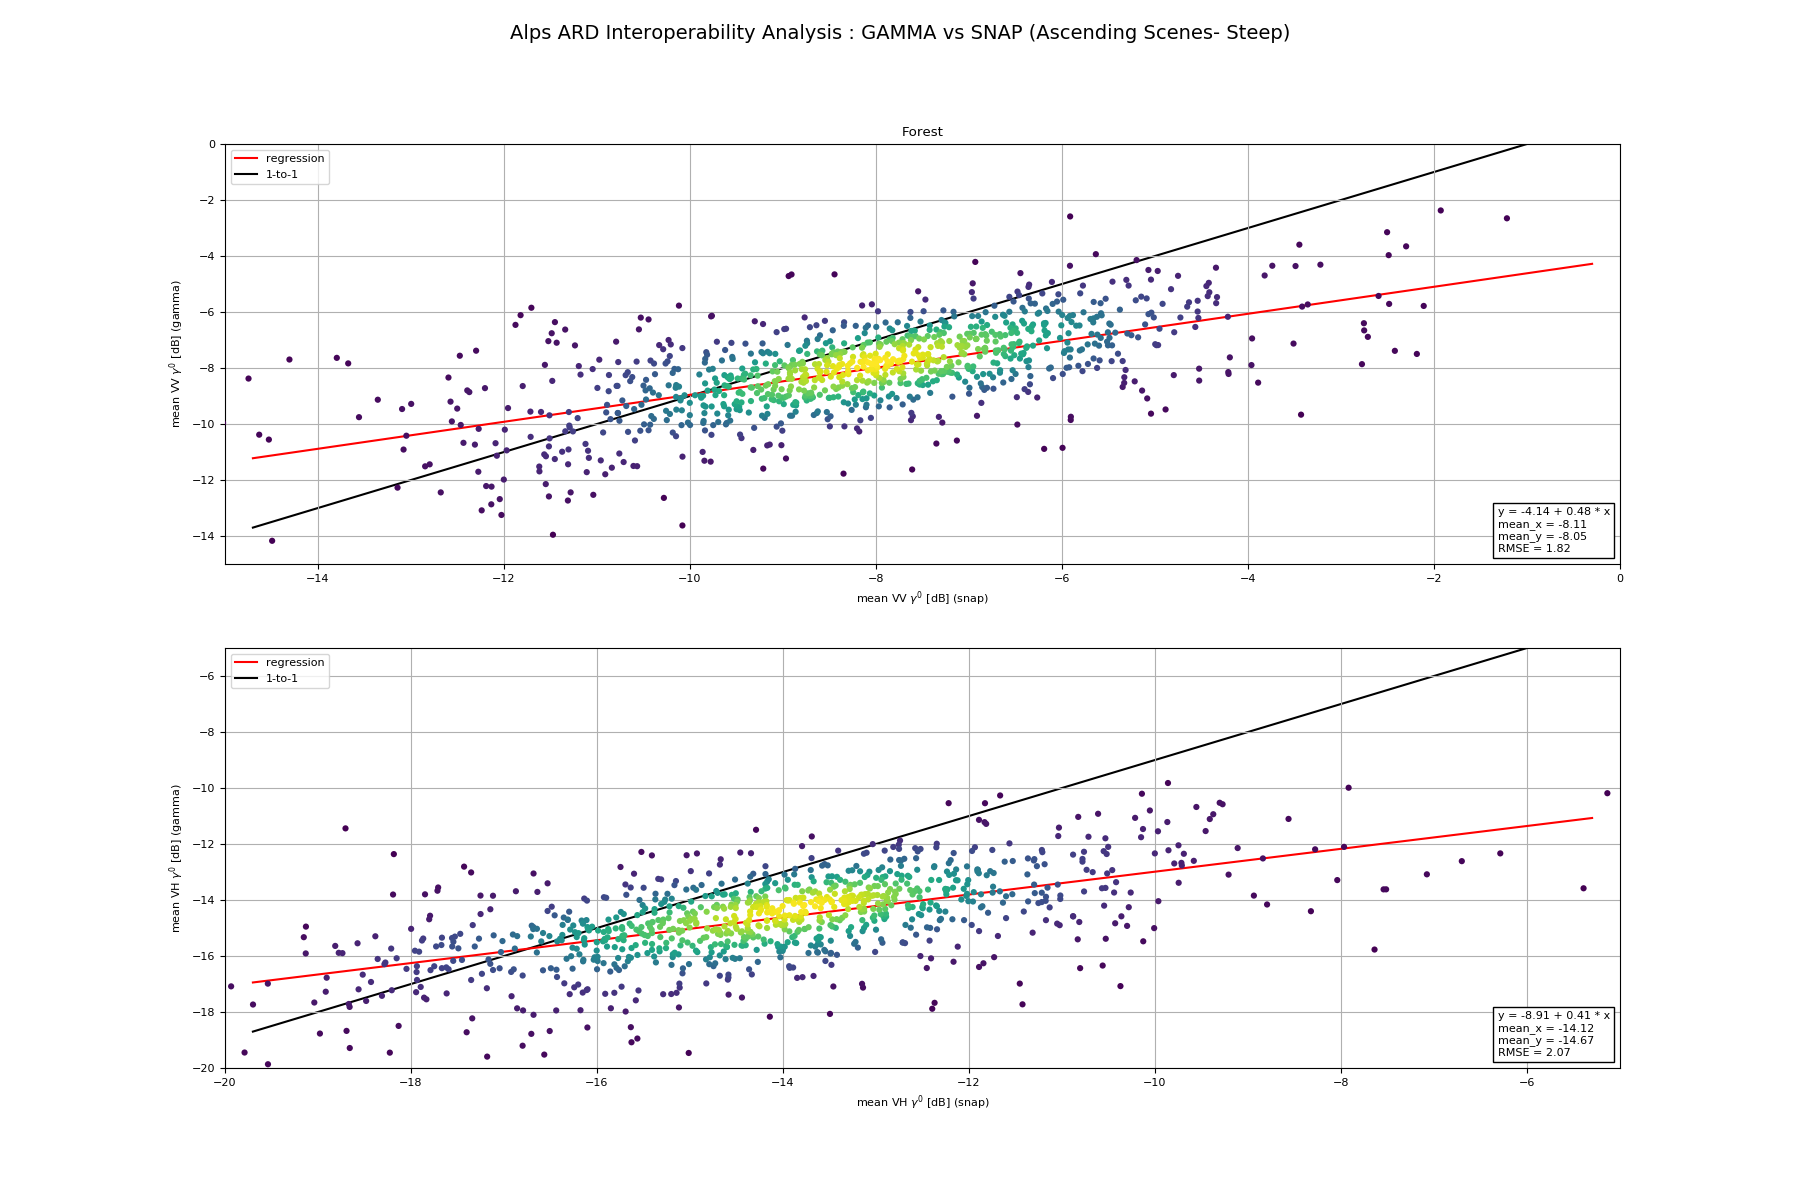 Alps ARD Interoperability Analysis : GAMMA vs SNAP (Ascending Scenes- Steep)
Forest
regression
1-to-1
0
−2
−4
−6
−8
−10
−12
−14
mean VV γ⁰ [dB] (gamma)
y = -4.14 + 0.48 * x
mean_x = -8.11
mean_y = -8.05
RMSE = 1.82
−14
−12
−10
−8
−6
−4
−2
0
mean VV γ⁰ [dB] (snap)
regression
1-to-1
−6
−8
−10
−12
−14
−16
−18
−20
mean VH γ⁰ [dB] (gamma)
y = -8.91 + 0.41 * x
mean_x = -14.12
mean_y = -14.67
RMSE = 2.07
−20
−18
−16
−14
−12
−10
−8
−6
mean VH γ⁰ [dB] (snap)